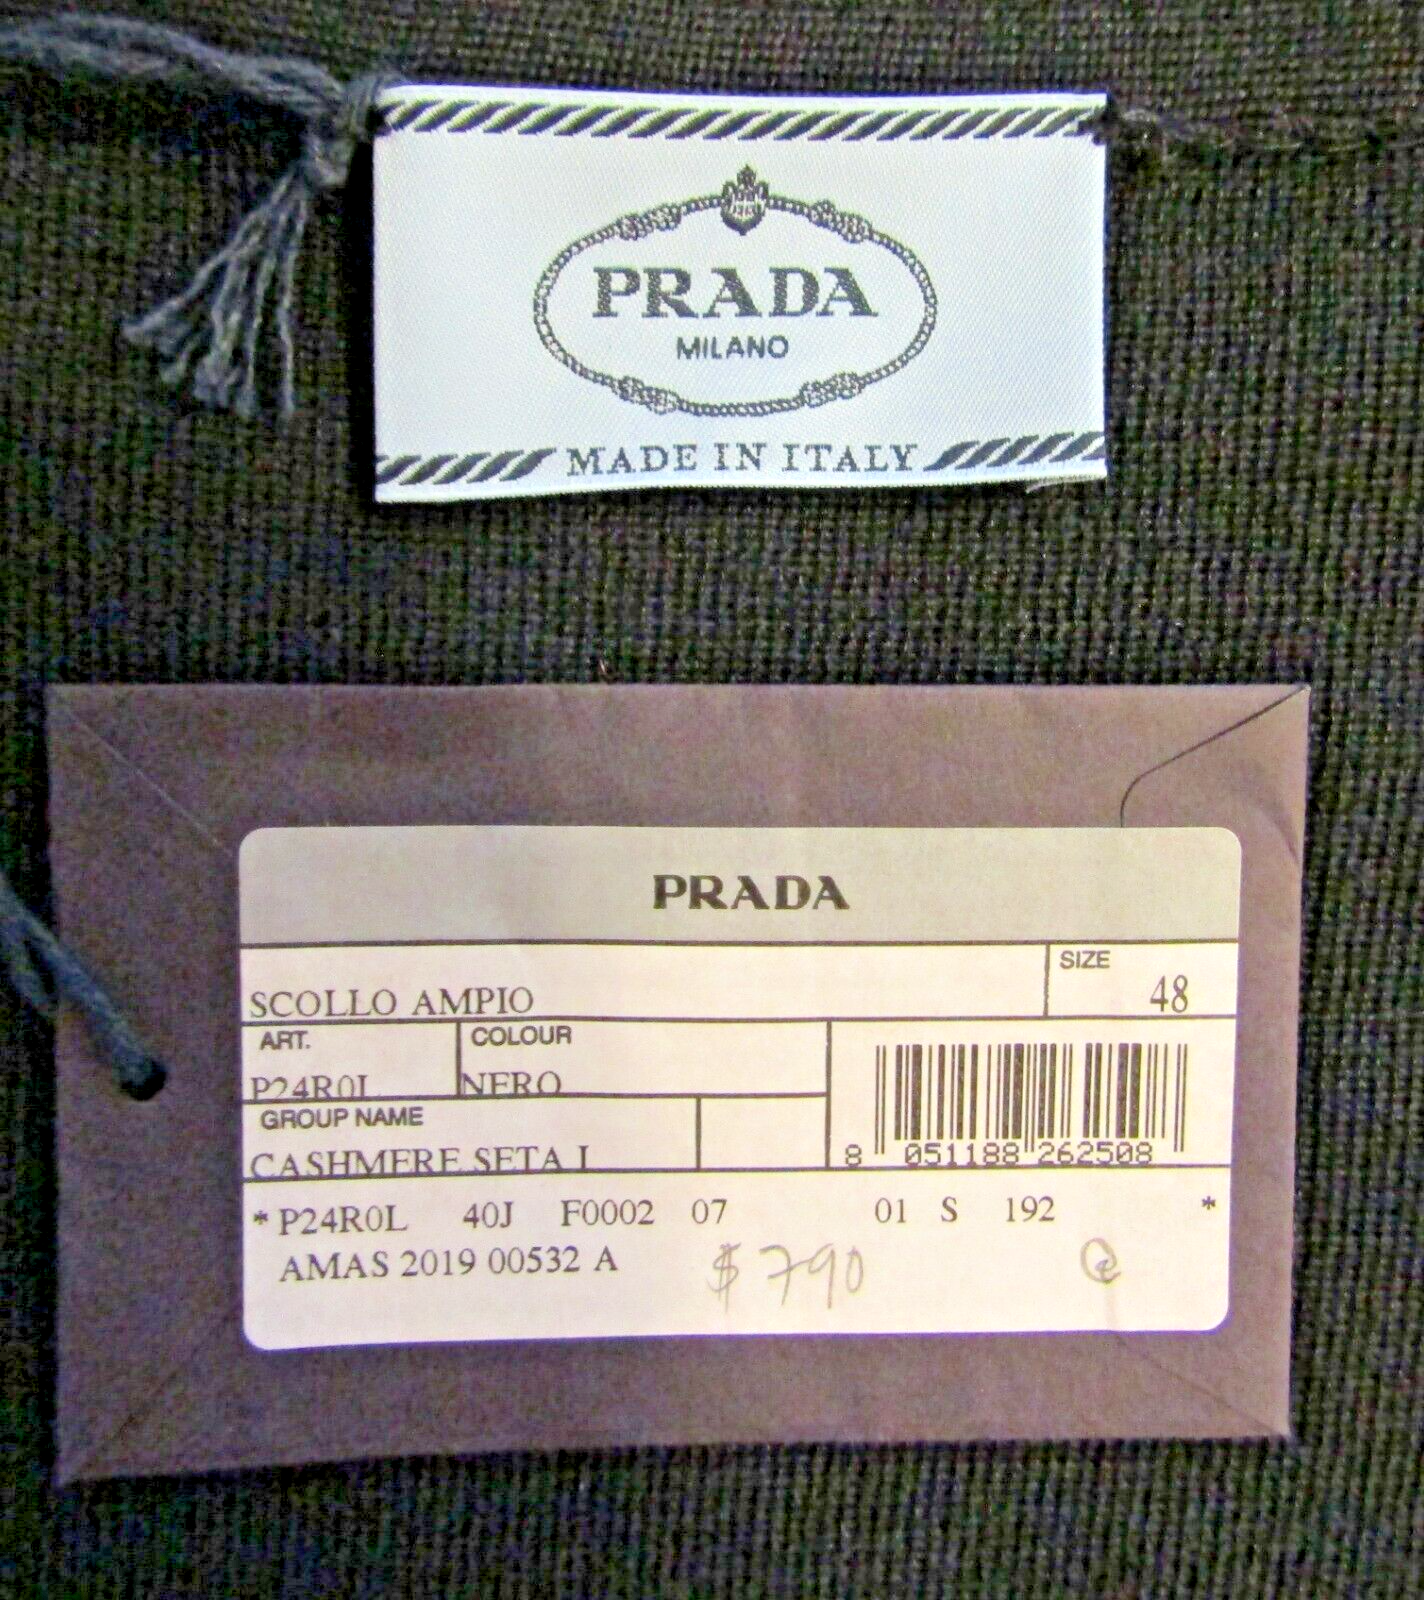 PRADA
MILANO
MADE IN ITALY
PRADA
SIZE
SCOLLO AMPIO 48
ART. COLOUR
P24R0L NERO
GROUP NAME
CASHMERE SETA L
8 051188 262508
* P24R0L 40J F0002 07 01 S 192 *
AMAS 2019 00532 A $790